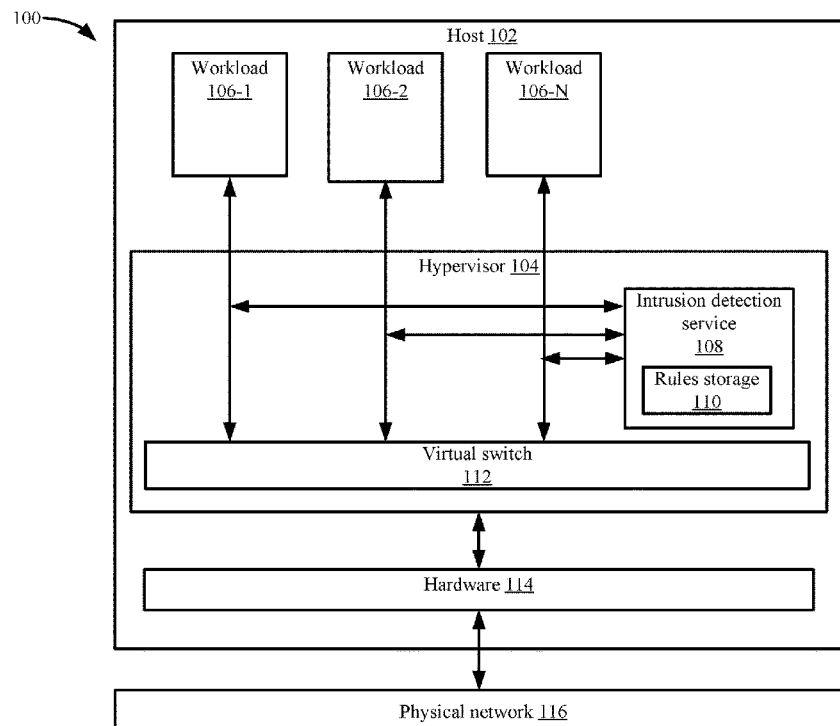 100
Host 102
Workload
106-1
Workload
106-2
Workload
106-N
Hypervisor 104
Intrusion detection
service
108
Rules storage
110
Virtual switch
112
Hardware 114
Physical network 116